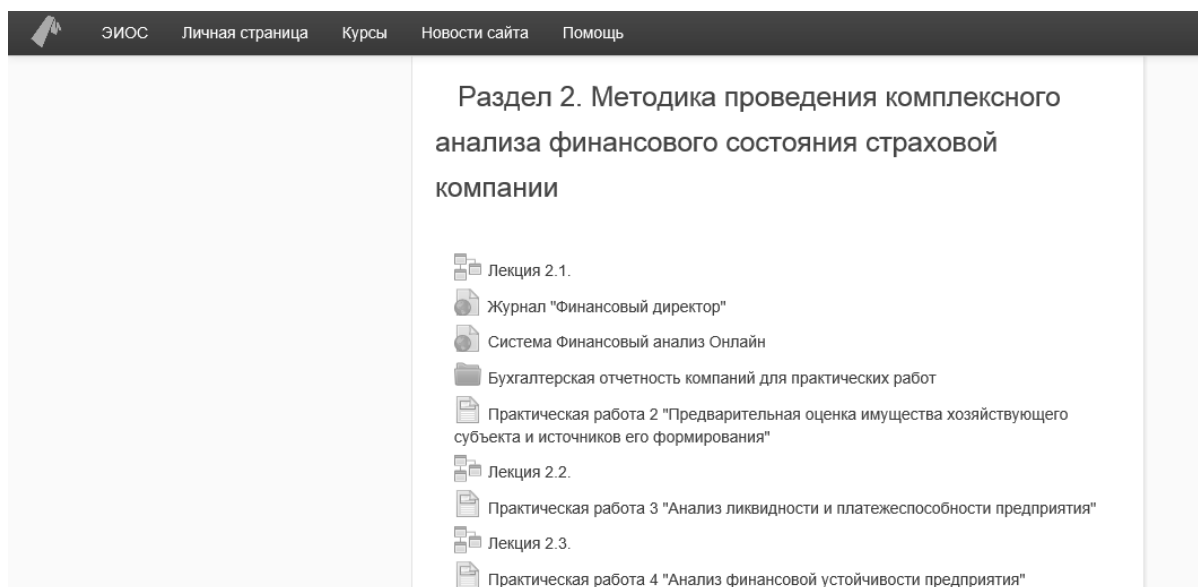 ЭИОС Личная страница Курсы Новости сайта Помощь
Раздел 2. Методика проведения комплексного
анализа финансового состояния страховой
компании
Лекция 2.1.
Журнал "Финансовый директор"
Система Финансовый анализ Онлайн
Бухгалтерская отчетность компаний для практических работ
Практическая работа 2 "Предварительная оценка имущества хозяйствующего
субъекта и источников его формирования"
Лекция 2.2.
Практическая работа 3 "Анализ ликвидности и платежеспособности предприятия"
Лекция 2.3.
Практическая работа 4 "Анализ финансовой устойчивости предприятия"